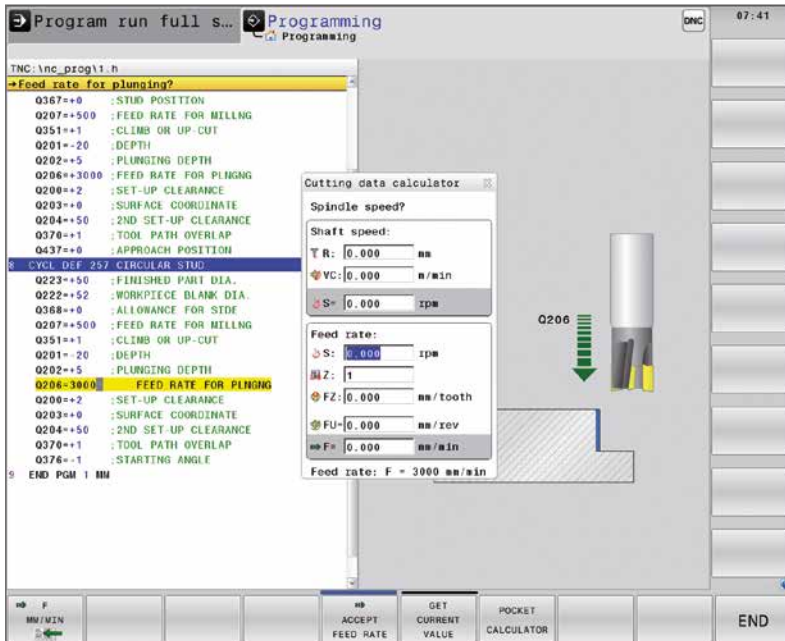 Program run full s...
Programming
Programming
DNC
07:41
TNC:\nc_prog\1.h
→Feed rate for plunging?
Q367=+0 ;STUD POSITION
Q207=+500 ;FEED RATE FOR MILLNG
Q351=+1 ;CLIMB OR UP-CUT
Q201=-20 ;DEPTH
Q202=+5 ;PLUNGING DEPTH
Q206=+3000 ;FEED RATE FOR PLNGNG
Q200=+2 ;SET-UP CLEARANCE
Q203=+0 ;SURFACE COORDINATE
Q204=+50 ;2ND SET-UP CLEARANCE
Q370=+1 ;TOOL PATH OVERLAP
Q437=+0 ;APPROACH POSITION
8 CYCL DEF 257 CIRCULAR STUD
Q223=+50 ;FINISHED PART DIA.
Q222=+52 ;WORKPIECE BLANK DIA.
Q368=+0 ;ALLOWANCE FOR SIDE
Q207=+500 ;FEED RATE FOR MILLNG
Q351=+1 ;CLIMB OR UP-CUT
Q201=-20 ;DEPTH
Q202=+5 ;PLUNGING DEPTH
Q206=3000 FEED RATE FOR PLNGNG
Q200=+2 ;SET-UP CLEARANCE
Q203=+0 ;SURFACE COORDINATE
Q204=+50 ;2ND SET-UP CLEARANCE
Q370=+1 ;TOOL PATH OVERLAP
Q376=-1 ;STARTING ANGLE
9 END PGM 1 MM
Cutting data calculator
Spindle speed?
Shaft speed:
R: 0.000 mm
VC: 0.000 m/min
S= 0.000 rpm
Feed rate:
S: 0.000 rpm
Z: 1
FZ: 0.000 mm/tooth
FU= 0.000 mm/rev
F= 0.000 mm/min
Feed rate: F = 3000 mm/min
Q206
F
MM/MIN
ACCEPT
FEED RATE
GET
CURRENT
VALUE
POCKET
CALCULATOR
END